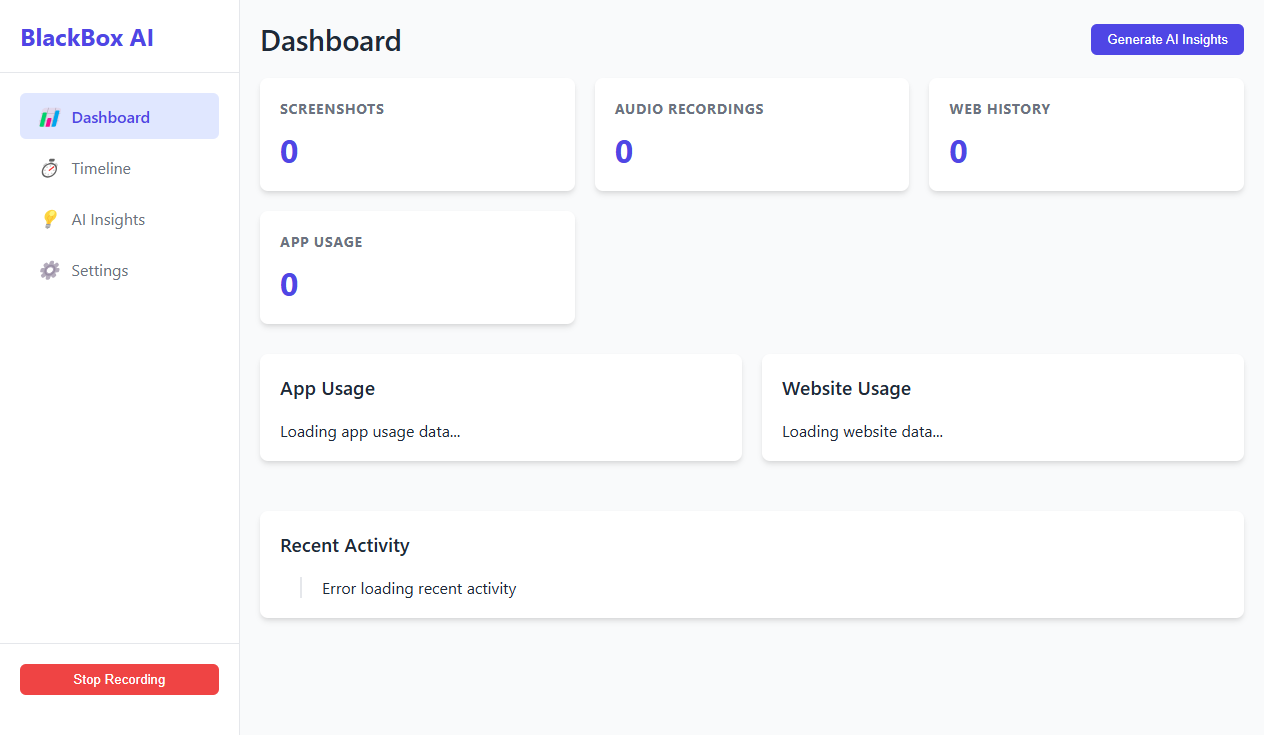 BlackBox AI
Dashboard
Timeline
AI Insights
Settings
Stop Recording
Dashboard
Generate AI Insights
SCREENSHOTS
0
AUDIO RECORDINGS
0
WEB HISTORY
0
APP USAGE
0
App Usage
Loading app usage data...
Website Usage
Loading website data...
Recent Activity
Error loading recent activity